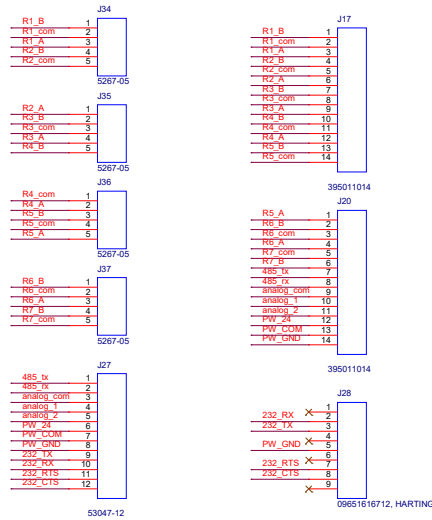 J34
R1_B 1
R1_com 2
R1_A 3
R2_B 4
R2_com 5
5267-05
J35
R2_A 1
R3_B 2
R3_com 3
R3_A 4
R4_B 5
5267-05
J36
R4_com 1
R4_A 2
R5_B 3
R5_com 4
R5_A 5
5267-05
J37
R6_B 1
R6_com 2
R6_A 3
R7_B 4
R7_com 5
5267-05
J27
485_tx 1
485_rx 2
analog_com 3
analog_1 4
analog_2 5
PW_24 6
PW_COM 7
PW_GND 8
232_TX 9
232_RX 10
232_RTS 11
232_CTS 12
53047-12
J17
R1_B 1
R1_com 2
R1_A 3
R2_B 4
R2_com 5
R2_A 6
R3_B 7
R3_com 8
R3_A 9
R4_B 10
R4_com 11
R4_A 12
R5_B 13
R5_com 14
395011014
J20
R5_A 1
R6_B 2
R6_com 3
R6_A 4
R7_com 5
R7_B 6
485_tx 7
485_rx 8
analog_com 9
analog_1 10
analog_2 11
PW_24 12
PW_COM 13
PW_GND 14
395011014
J28
1
232_RX 2
232_TX 3
4
PW_GND 5
6
232_RTS 7
232_CTS 8
9
09651616712, HARTING